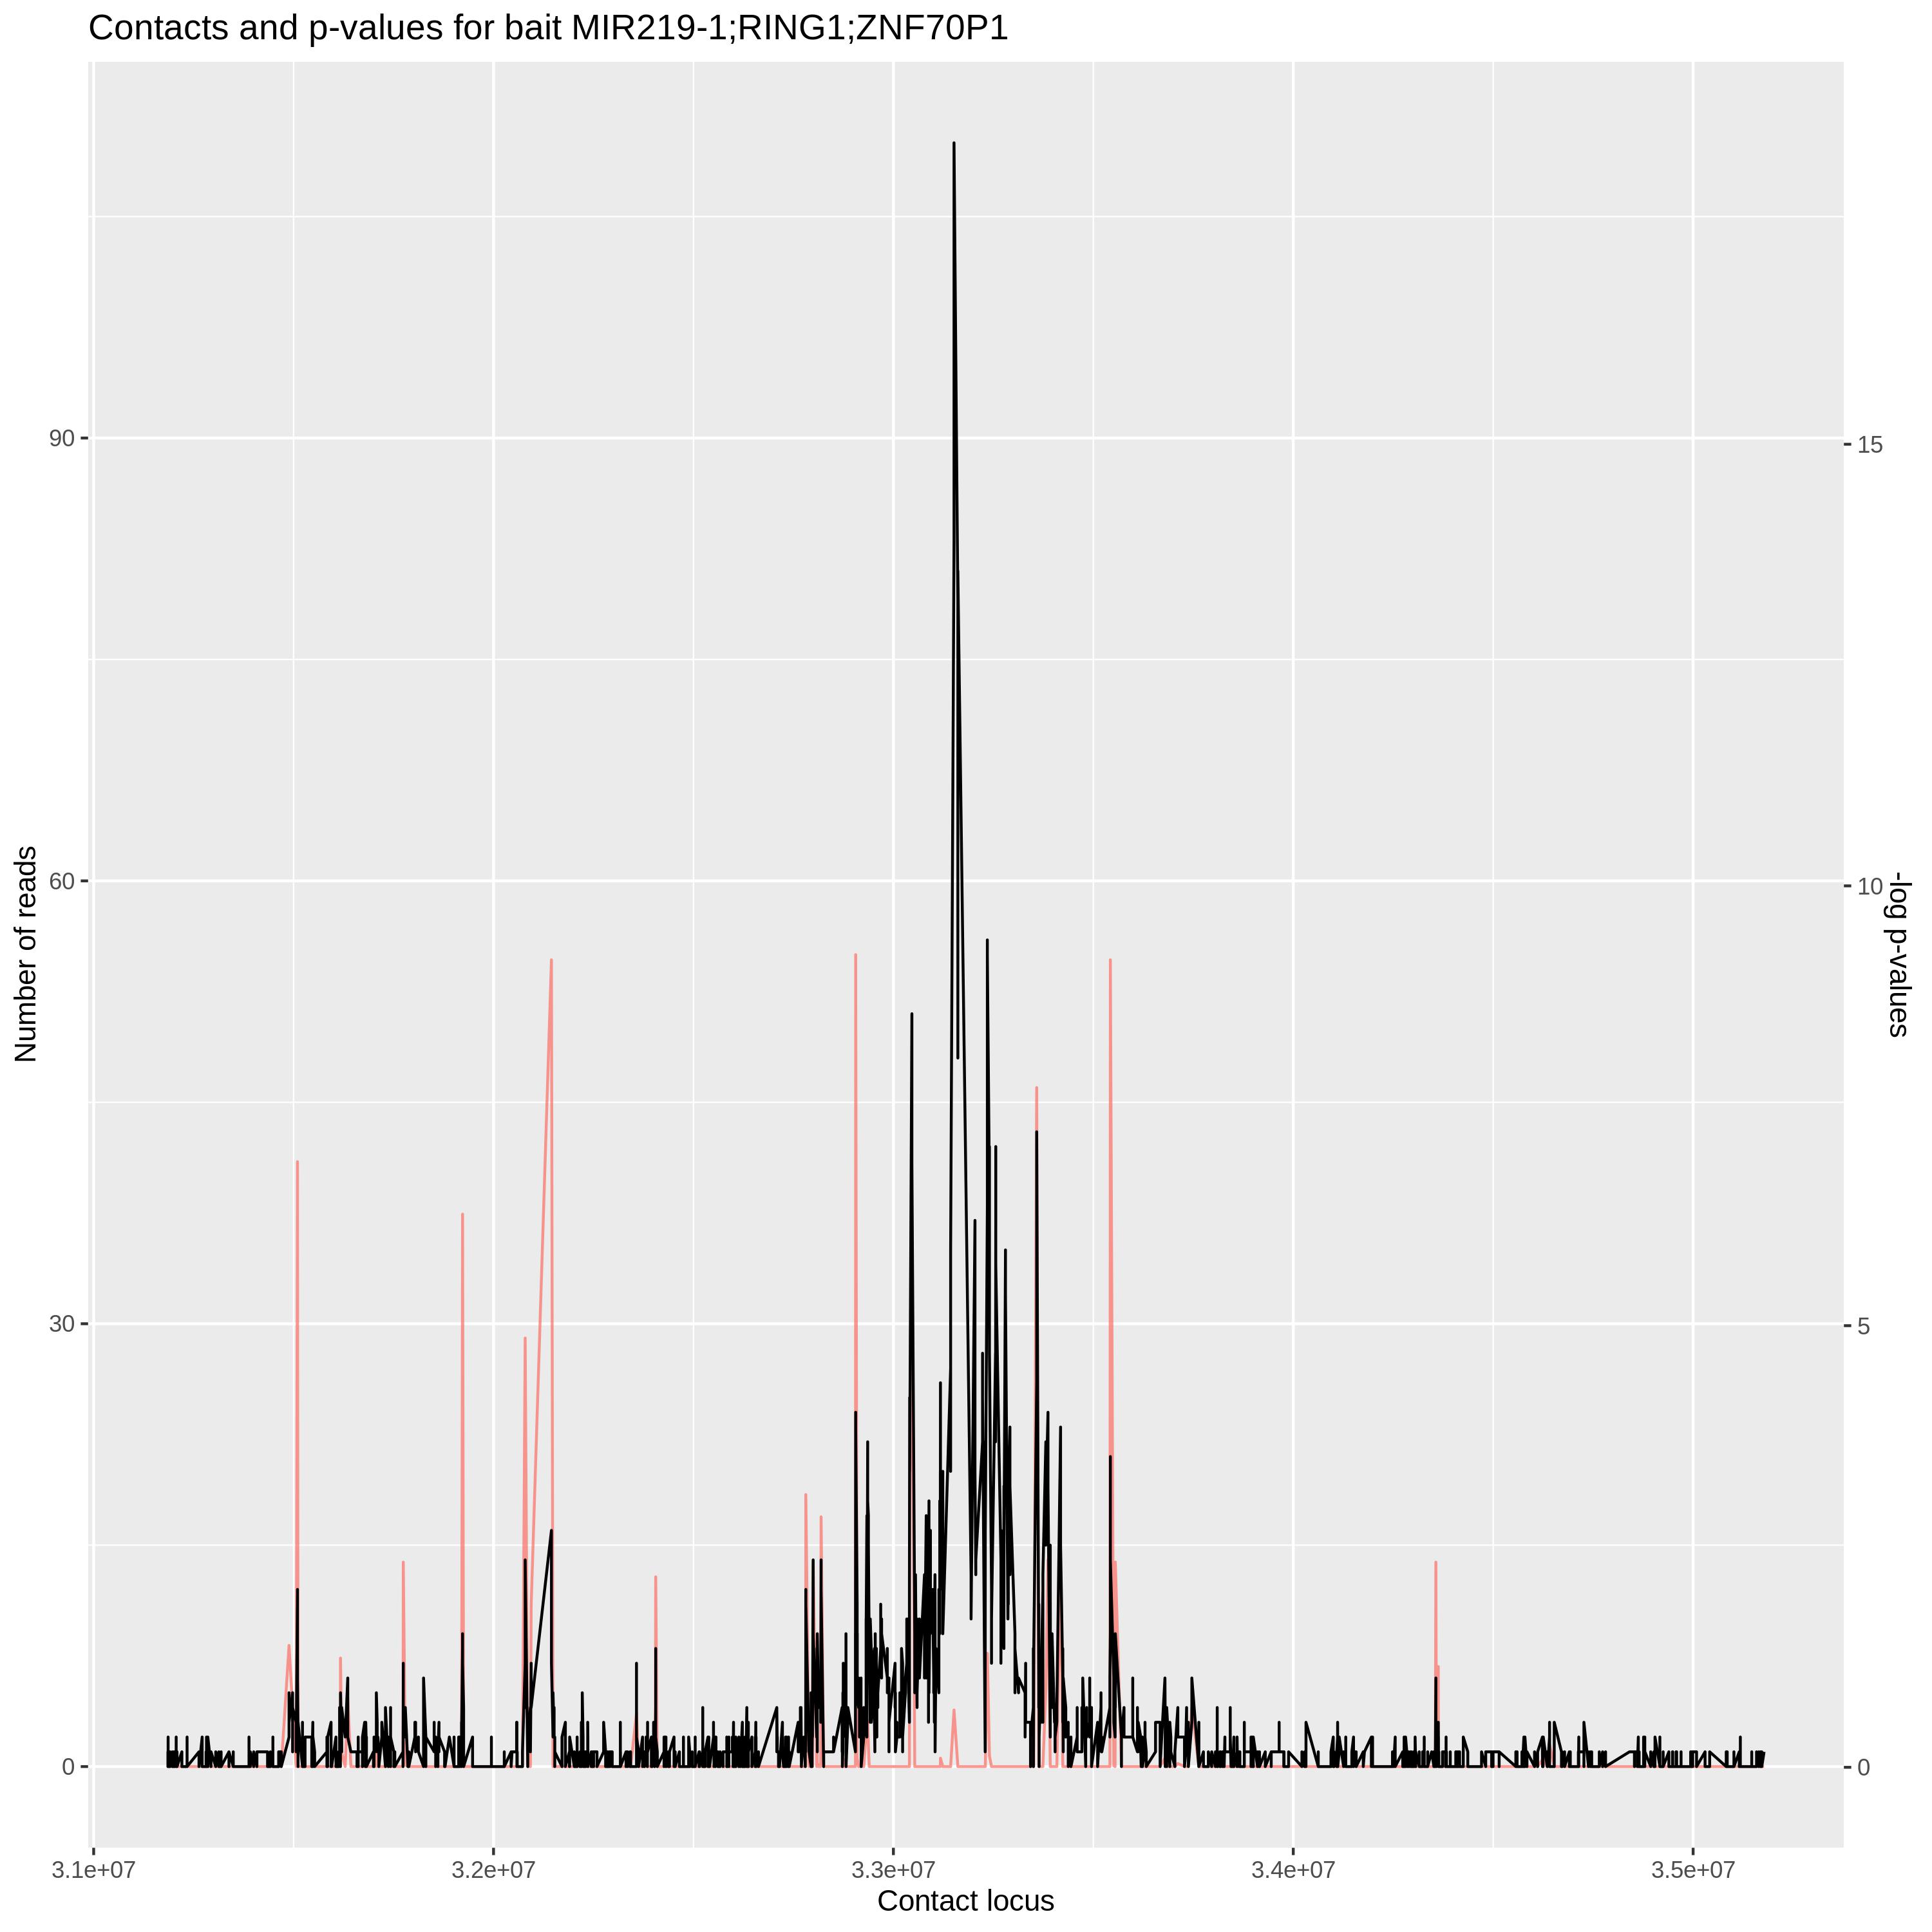 Contacts and p-values for bait MIR219-1;RING1;ZNF70P1
90
60
30
0
Number of reads
15
10
5
0
-log p-values
3.1e+07
3.2e+07
3.3e+07
3.4e+07
3.5e+07
Contact locus